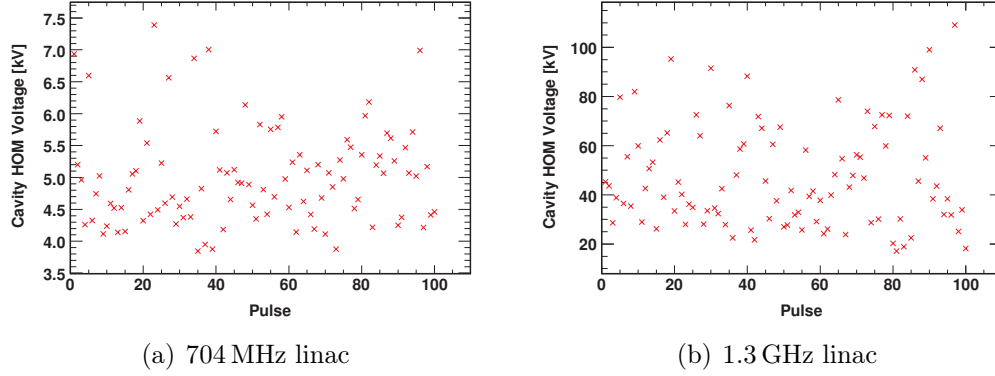 Cavity HOM Voltage [kV]
7.5
7.0
6.5
6.0
5.5
5.0
4.5
4.0
3.5
0 20 40 60 80 100
Pulse
(a) 704 MHz linac
Cavity HOM Voltage [kV]
100
80
60
40
20
0 20 40 60 80 100
Pulse
(b) 1.3 GHz linac